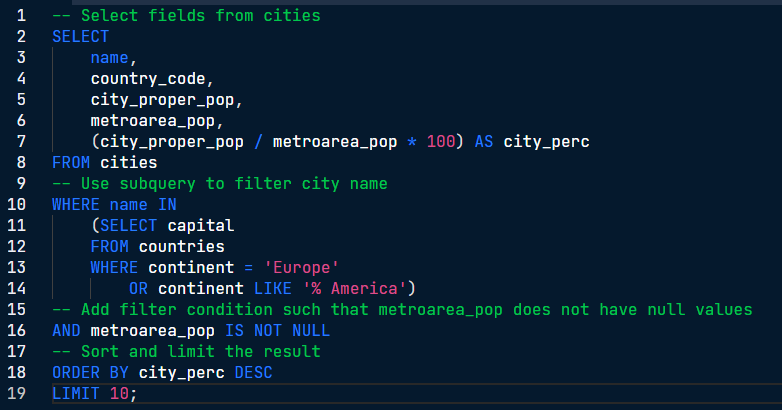 1 -- Select fields from cities
2 SELECT
3     name,
4     country_code,
5     city_proper_pop,
6     metroarea_pop,
7     (city_proper_pop / metroarea_pop * 100) AS city_perc
8 FROM cities
9 -- Use subquery to filter city name
10 WHERE name IN
11     (SELECT capital
12     FROM countries
13     WHERE continent = 'Europe'
14         OR continent LIKE '% America')
15 -- Add filter condition such that metroarea_pop does not have null values
16 AND metroarea_pop IS NOT NULL
17 -- Sort and limit the result
18 ORDER BY city_perc DESC
19 LIMIT 10;